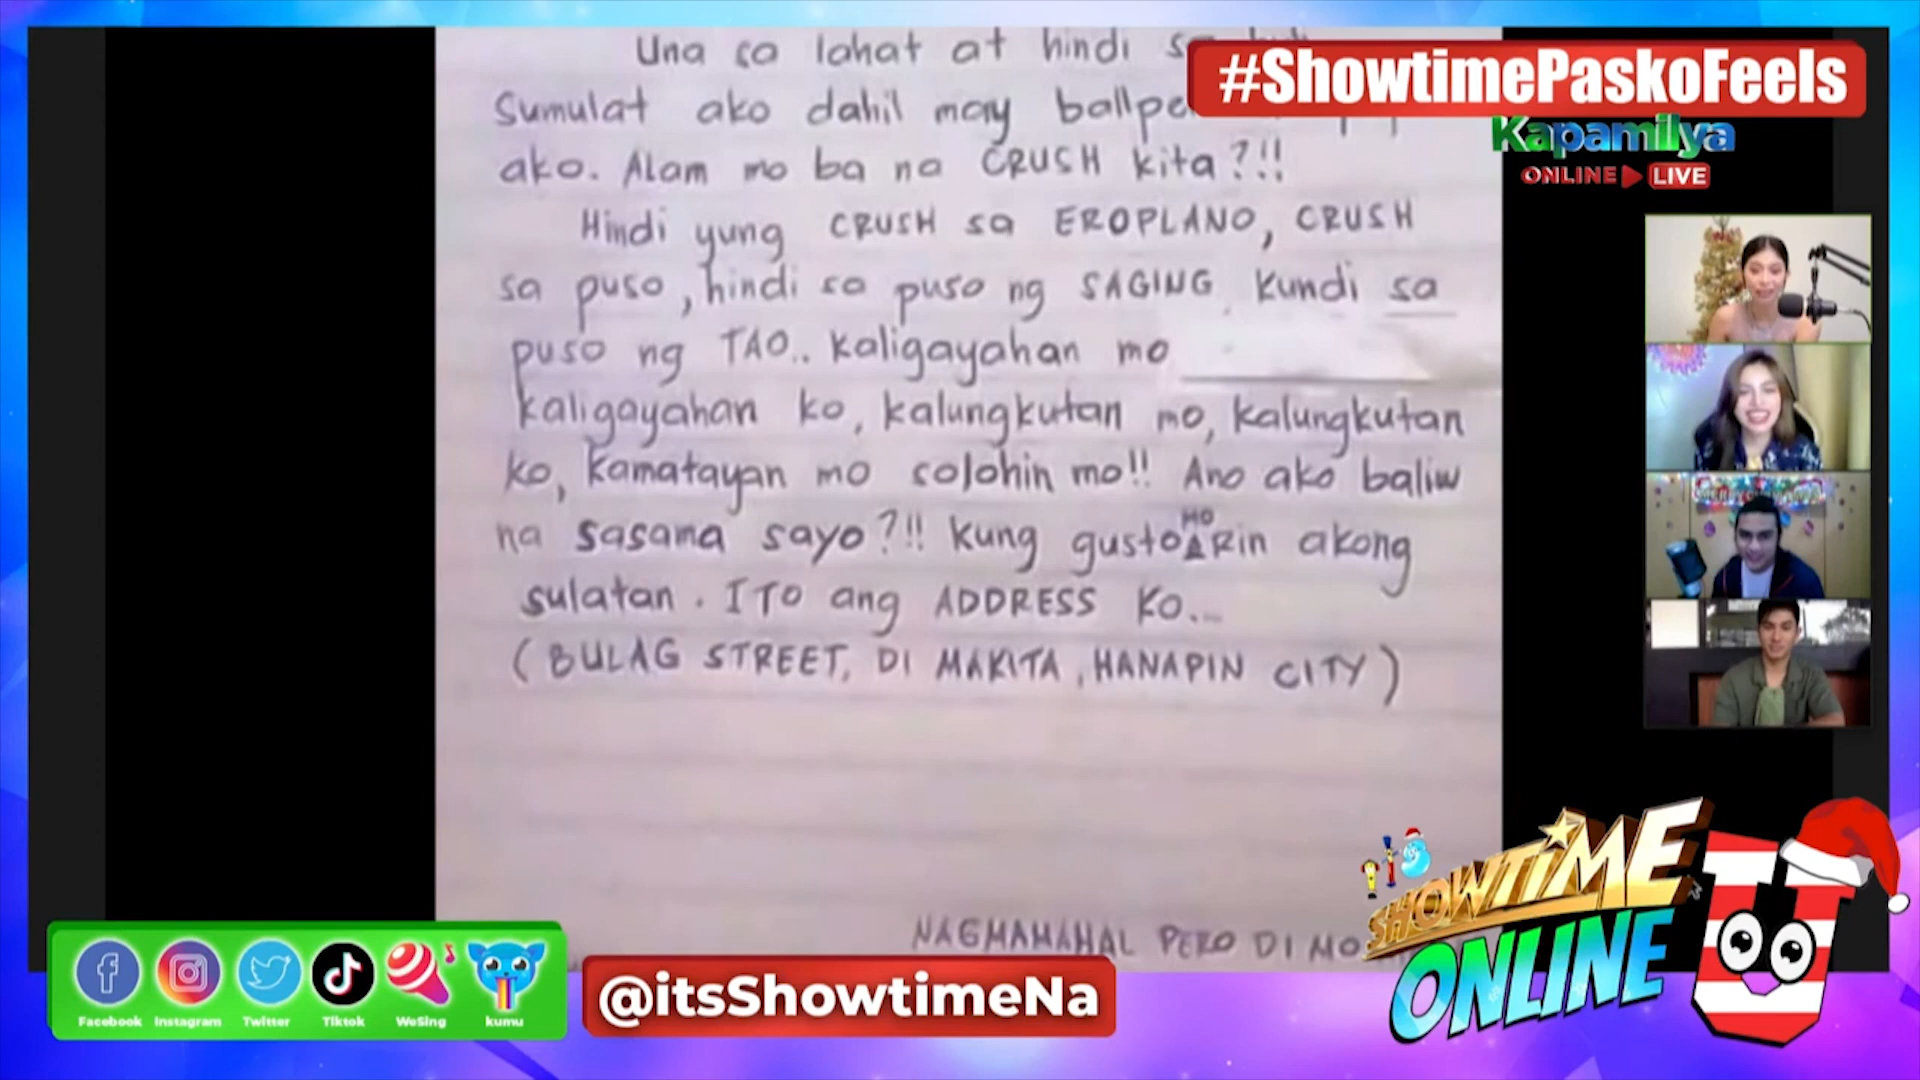 Una sa lahat at hindi sa
#ShowtimePaskoFeels
Sumulat ako dahil may
Kapamilya
ako. Alam mo ba na CRUSH kita?!!
ONLINE LIVE
Hindi yung CRUSH sa EROPLANO, CRUSH
sa puso, hindi sa puso ng SAGING kundi sa
puso ng TAO.. kaligayahan mo
kaligayahan ko, kalungkutan mo, kalungkutan
ko, kamatayan mo solohin mo!! Ano ako baliw
na sasama sayo?!! kung gusto MO Rin akong
sulatan. ITO ang ADDRESS KO...
(BULAG STREET, DI MAKITA, HANAPIN CITY)
NAGMAMAHAL PERO DI MO
IT'S SHOWTIME
ONLINE U
Facebook Instagram Twitter Tiktok WeSing kumu
@itsShowtimeNa